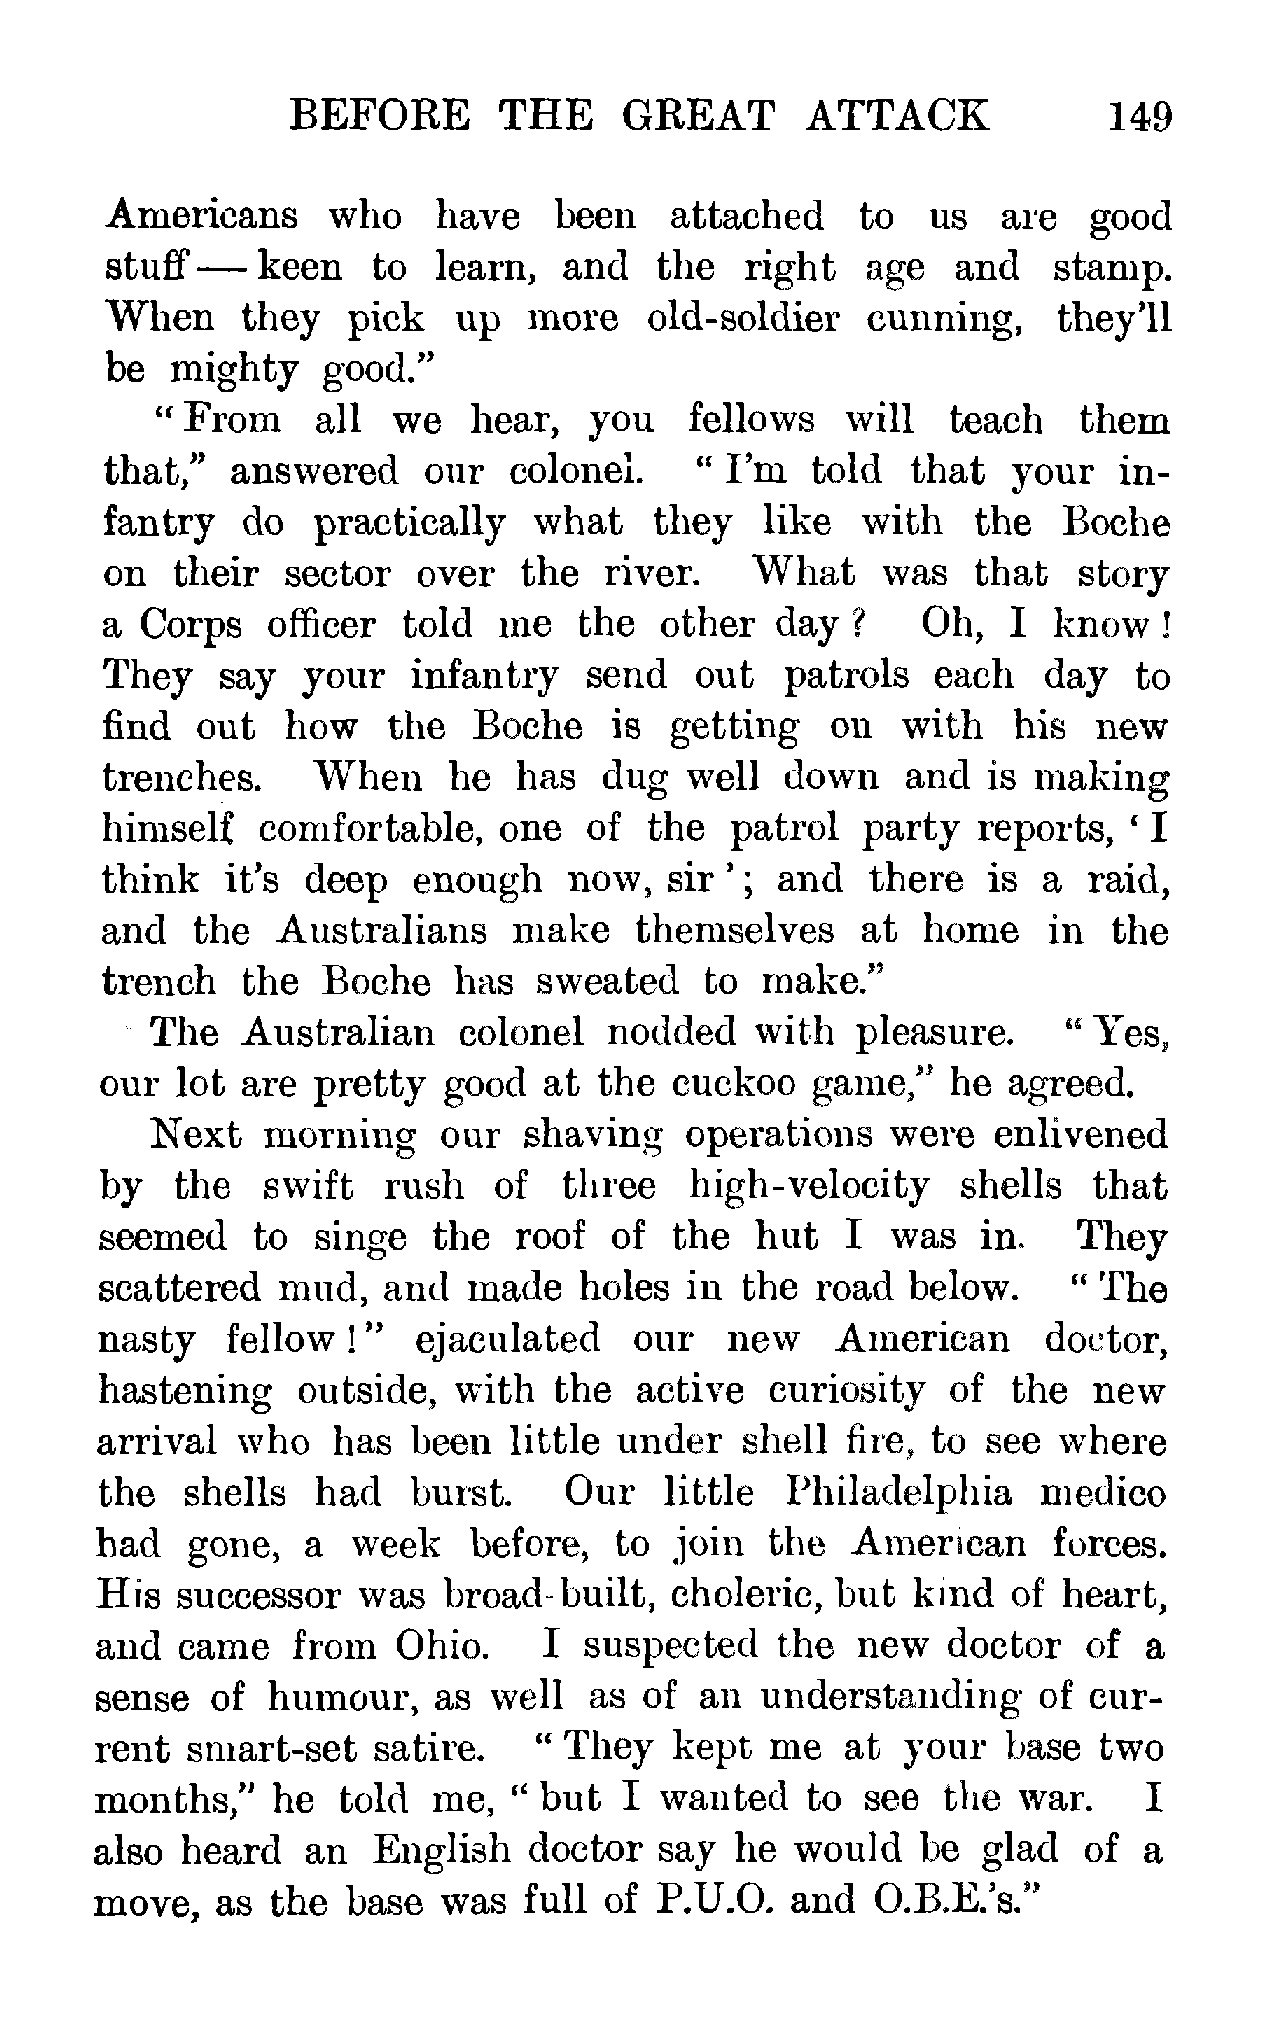 BEFORE THE GREAT ATTACK 149
Americans who have been attached to us are good
stuff—keen to learn, and the right age and stamp.
When they pick up more old-soldier cunning, they'll
be mighty good."
"From all we hear, you fellows will teach them
that," answered our colonel. "I'm told that your in-
fantry do practically what they like with the Boche
on their sector over the river. What was that story
a Corps officer told me the other day? Oh, I know!
They say your infantry send out patrols each day to
find out how the Boche is getting on with his new
trenches. When he has dug well down and is making
himself comfortable, one of the patrol party reports, 'I
think it's deep enough now, sir'; and there is a raid,
and the Australians make themselves at home in the
trench the Boche has sweated to make."
The Australian colonel nodded with pleasure. "Yes,
our lot are pretty good at the cuckoo game," he agreed.
Next morning our shaving operations were enlivened
by the swift rush of three high-velocity shells that
seemed to singe the roof of the hut I was in. They
scattered mud, and made holes in the road below. "The
nasty fellow!" ejaculated our new American doctor,
hastening outside, with the active curiosity of the new
arrival who has been little under shell fire, to see where
the shells had burst. Our little Philadelphia medico
had gone, a week before, to join the American forces.
His successor was broad-built, choleric, but kind of heart,
and came from Ohio. I suspected the new doctor of a
sense of humour, as well as of an understanding of cur-
rent smart-set satire. "They kept me at your base two
months," he told me, "but I wanted to see the war. I
also heard an English doctor say he would be glad of a
move, as the base was full of P.U.O. and O.B.E.'s."